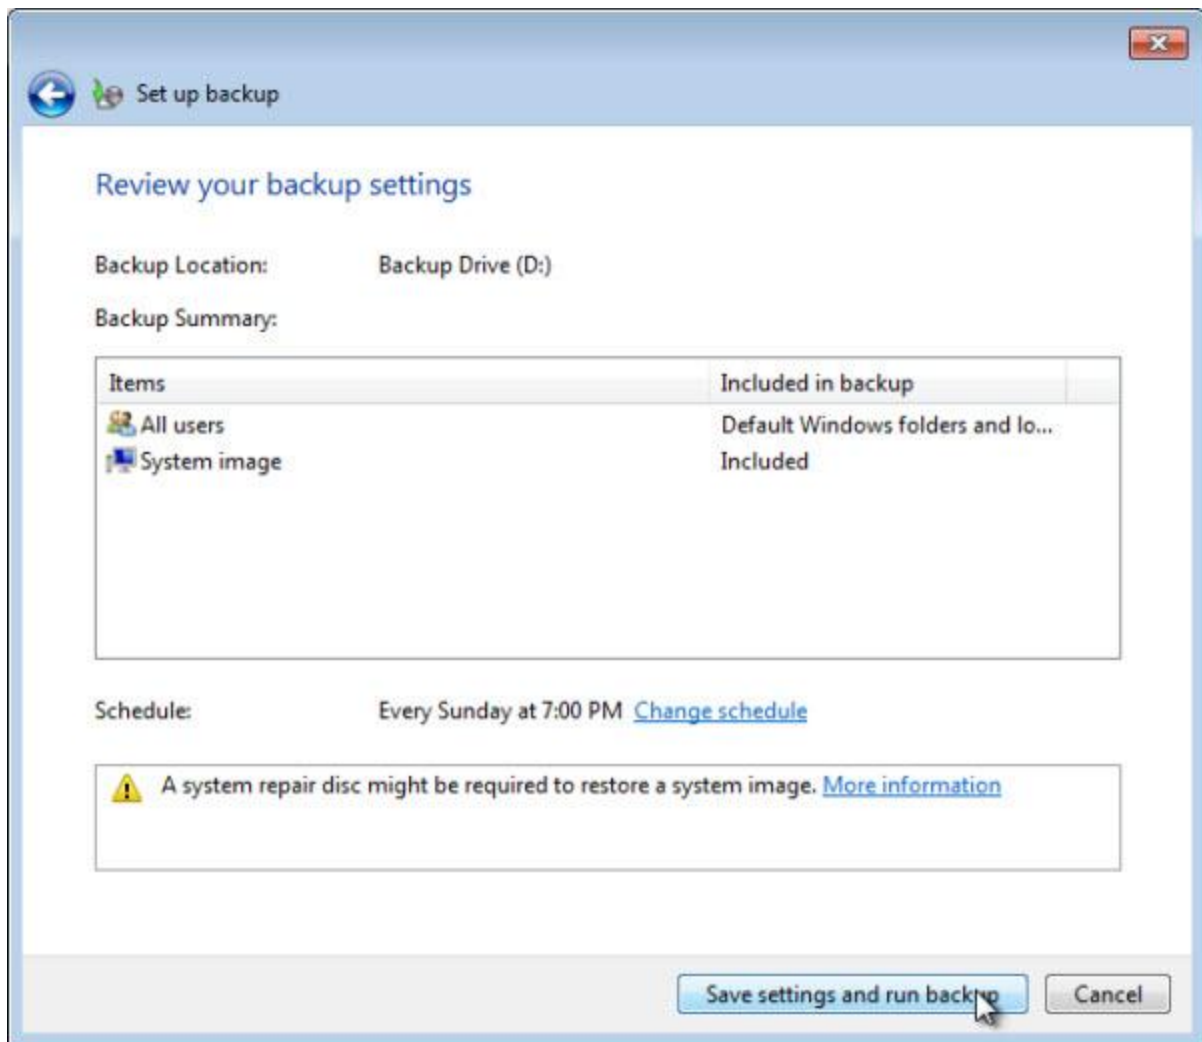 Set up backup
Review your backup settings
Backup Location: Backup Drive (D:)
Backup Summary:
Items Included in backup
All users Default Windows folders and lo...
System image Included
Schedule: Every Sunday at 7:00 PM Change schedule
A system repair disc might be required to restore a system image. More information
Save settings and run backup Cancel